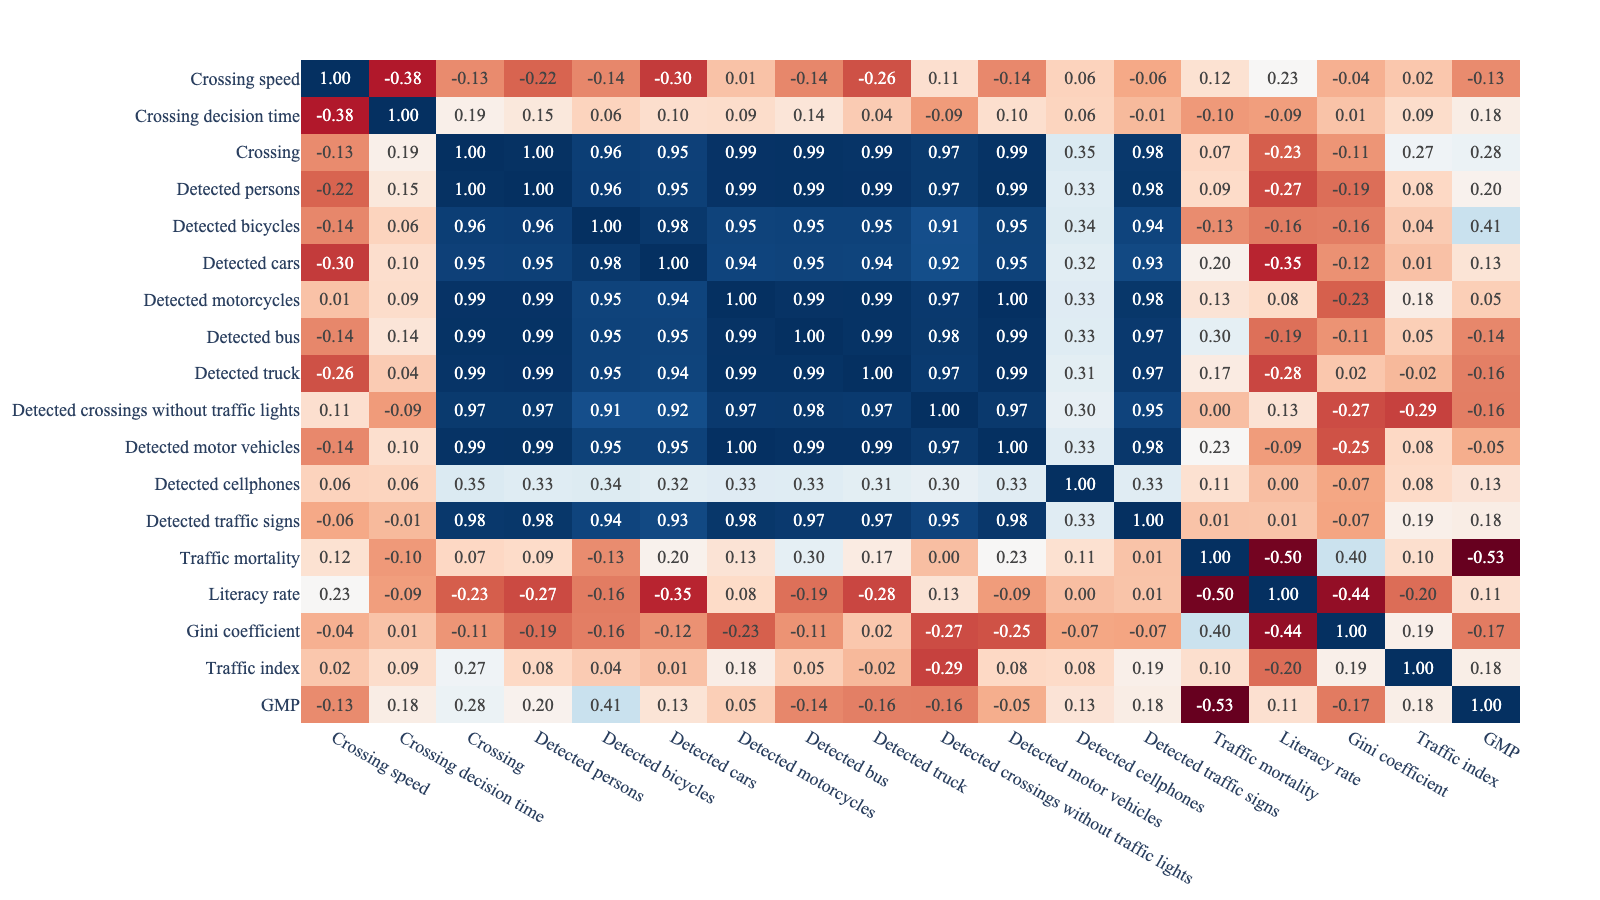 Crossing speed 1.00 -0.38 -0.13 -0.22 -0.14 -0.30 0.01 -0.14 -0.26 0.11 -0.14 0.06 -0.06 0.12 0.23 -0.04 0.02 -0.13
Crossing decision time -0.38 1.00 0.19 0.15 0.06 0.10 0.09 0.14 0.04 -0.09 0.10 0.06 -0.01 -0.10 -0.09 0.01 0.09 0.18
Crossing -0.13 0.19 1.00 1.00 0.96 0.95 0.99 0.99 0.99 0.97 0.99 0.35 0.98 0.07 -0.23 -0.11 0.27 0.28
Detected persons -0.22 0.15 1.00 1.00 0.96 0.95 0.99 0.99 0.99 0.97 0.99 0.33 0.98 0.09 -0.27 -0.19 0.08 0.20
Detected bicycles -0.14 0.06 0.96 0.96 1.00 0.98 0.95 0.95 0.95 0.91 0.95 0.34 0.94 -0.13 -0.16 -0.16 0.04 0.41
Detected cars -0.30 0.10 0.95 0.95 0.98 1.00 0.94 0.95 0.94 0.92 0.95 0.32 0.93 0.20 -0.35 -0.12 0.01 0.13
Detected motorcycles 0.01 0.09 0.99 0.99 0.95 0.94 1.00 0.99 0.99 0.97 1.00 0.33 0.98 0.13 0.08 -0.23 0.18 0.05
Detected bus -0.14 0.14 0.99 0.99 0.95 0.95 0.99 1.00 0.99 0.98 0.99 0.33 0.97 0.30 -0.19 -0.11 0.05 -0.14
Detected truck -0.26 0.04 0.99 0.99 0.95 0.94 0.99 0.99 1.00 0.97 0.99 0.31 0.97 0.17 -0.28 0.02 -0.02 -0.16
Detected crossings without traffic lights 0.11 -0.09 0.97 0.97 0.91 0.92 0.97 0.98 0.97 1.00 0.97 0.30 0.95 0.00 0.13 -0.27 -0.29 -0.16
Detected motor vehicles -0.14 0.10 0.99 0.99 0.95 0.95 1.00 0.99 0.99 0.97 1.00 0.33 0.98 0.23 -0.09 -0.25 0.08 -0.05
Detected cellphones 0.06 0.06 0.35 0.33 0.34 0.32 0.33 0.33 0.31 0.30 0.33 1.00 0.33 0.11 0.00 -0.07 0.08 0.13
Detected traffic signs -0.06 -0.01 0.98 0.98 0.94 0.93 0.98 0.97 0.97 0.95 0.98 0.33 1.00 0.01 0.01 -0.07 0.19 0.18
Traffic mortality 0.12 -0.10 0.07 0.09 -0.13 0.20 0.13 0.30 0.17 0.00 0.23 0.11 0.01 1.00 -0.50 0.40 0.10 -0.53
Literacy rate 0.23 -0.09 -0.23 -0.27 -0.16 -0.35 0.08 -0.19 -0.28 0.13 -0.09 0.00 0.01 -0.50 1.00 -0.44 -0.20 0.11
Gini coefficient -0.04 0.01 -0.11 -0.19 -0.16 -0.12 -0.23 -0.11 0.02 -0.27 -0.25 -0.07 -0.07 0.40 -0.44 1.00 0.19 -0.17
Traffic index 0.02 0.09 0.27 0.08 0.04 0.01 0.18 0.05 -0.02 -0.29 0.08 0.08 0.19 0.10 -0.20 0.19 1.00 0.18
GMP -0.13 0.18 0.28 0.20 0.41 0.13 0.05 -0.14 -0.16 -0.16 -0.05 0.13 0.18 -0.53 0.11 -0.17 0.18 1.00
Crossing speed
Crossing decision time
Crossing
Detected persons
Detected bicycles
Detected cars
Detected motorcycles
Detected bus
Detected truck
Detected crossings without traffic lights
Detected motor vehicles
Detected cellphones
Detected traffic signs
Traffic mortality
Literacy rate
Gini coefficient
Traffic index
GMP